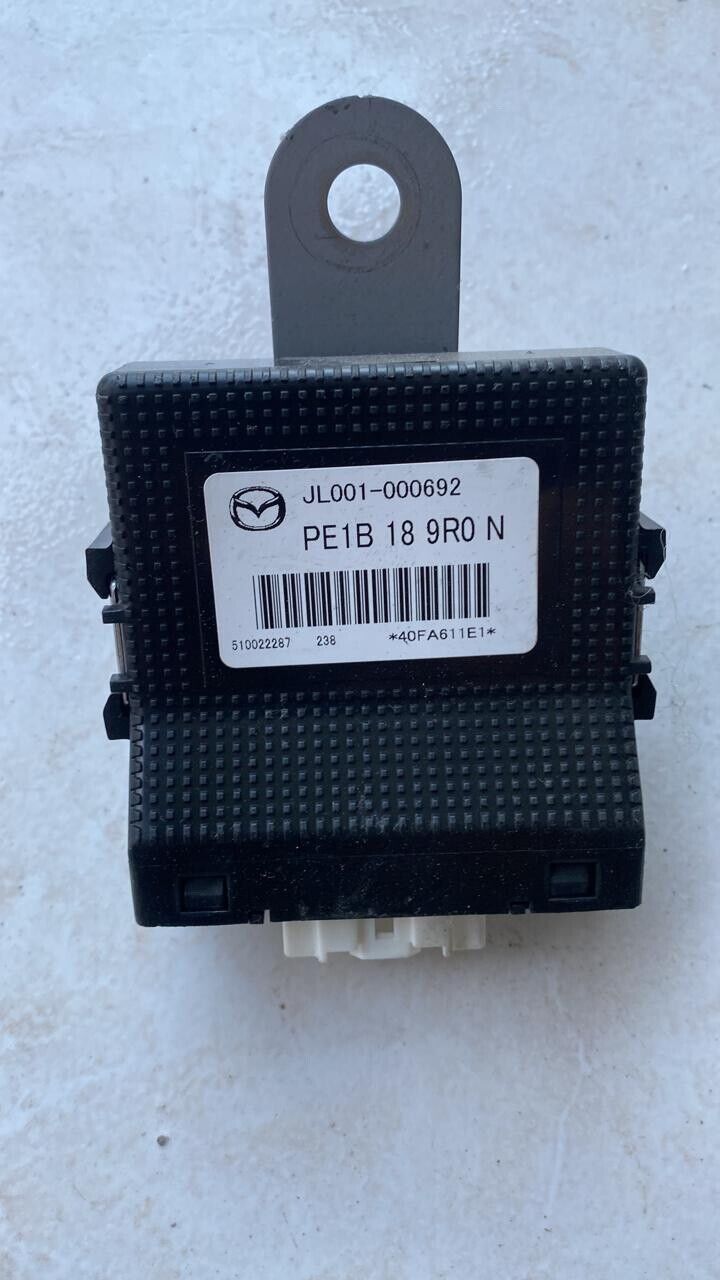 JL001-000692
PE1B 18 9R0 N
510022287 238 *40FA611E1*